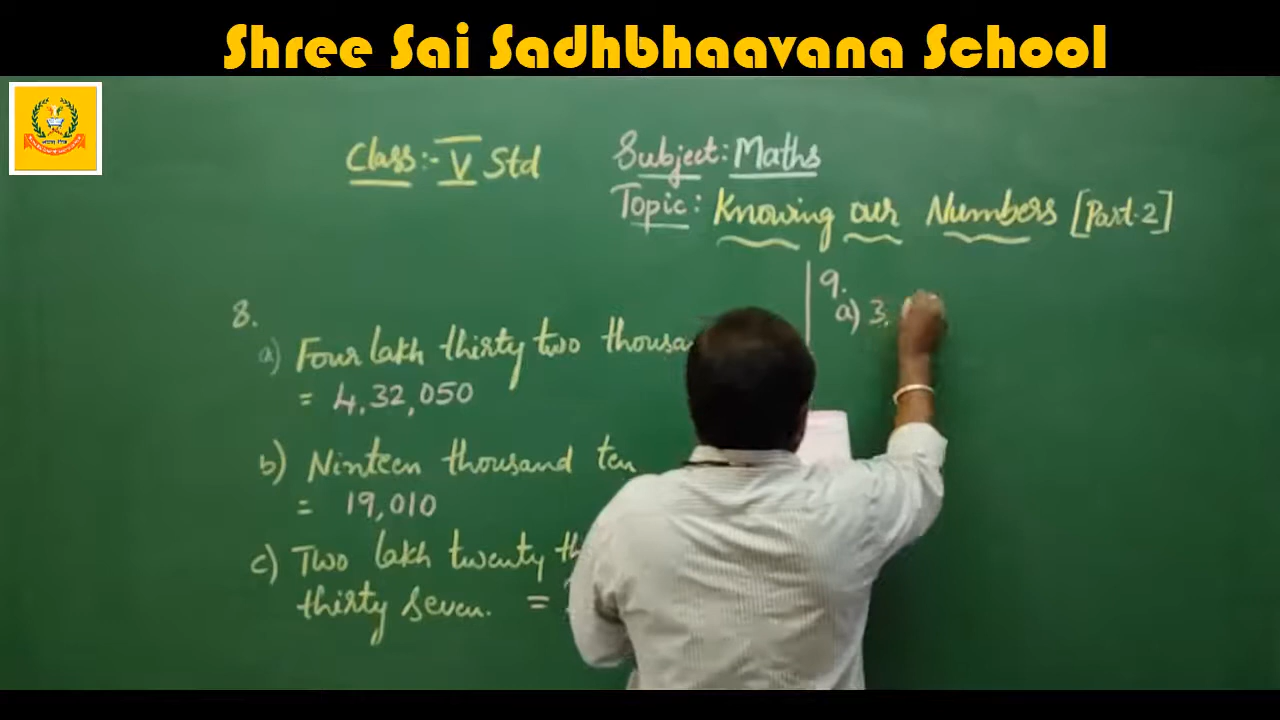 Shree Sai Sadhbhaavana School
Class:- V Std
Subject: Maths
Topic: Knowing our Numbers [Part-2]
8.
a) Four lakh thirty two thousa
= 4,32,050
b) Ninteen thousand ten
= 19,010
c) Two lakh twenty th
thirty seven. =
9.
a) 3,